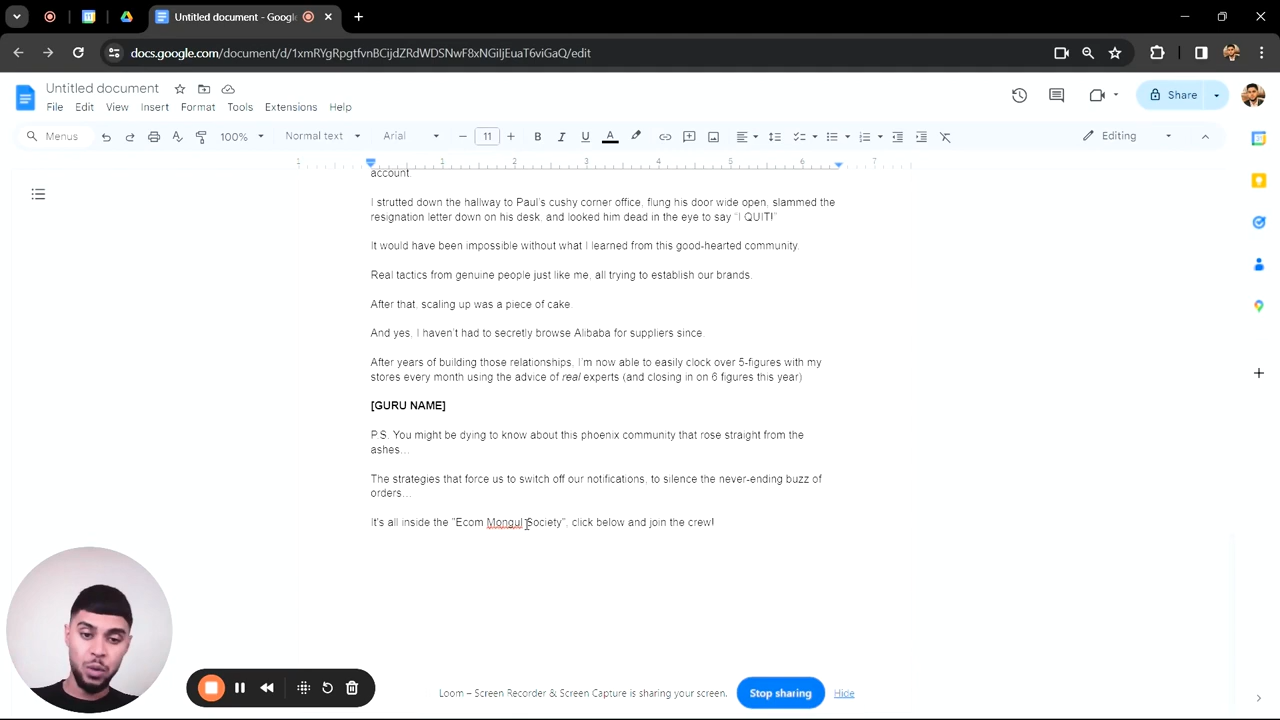 Untitled document - Googl
docs.google.com/document/d/1xmRYgRpgtfvnBCijdZRdWDSNwF8xNGiIjEuaT6viGaQ/edit
Untitled document
File Edit View Insert Format Tools Extensions Help
Share
Menus 100% Normal text Arial 11 Editing
1 1 2 3 4 5 6 7
account.
I strutted down the hallway to Paul's cushy corner office, flung his door wide open, slammed the
resignation letter down on his desk, and looked him dead in the eye to say “I QUIT!”
It would have been impossible without what I learned from this good-hearted community.
Real tactics from genuine people just like me, all trying to establish our brands.
After that, scaling up was a piece of cake.
And yes, I haven't had to secretly browse Alibaba for suppliers since.
After years of building those relationships, I'm now able to easily clock over 5-figures with my
stores every month using the advice of real experts (and closing in on 6 figures this year)
[GURU NAME]
P.S. You might be dying to know about this phoenix community that rose straight from the
ashes…
The strategies that force us to switch off our notifications, to silence the never-ending buzz of
orders…
It's all inside the "Ecom Mongul Society", click below and join the crew!
Loom – Screen Recorder & Screen Capture is sharing your screen. Stop sharing Hide